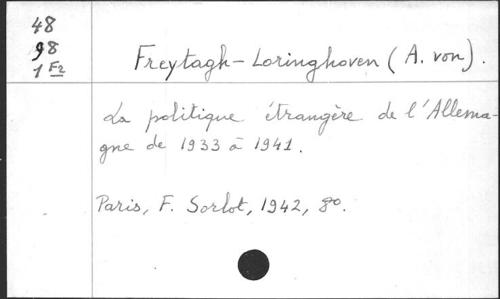 48
98
1 F2
Freytagh-Loringhoven (A. von).
La politique étrangère de l'Allema-
gne de 1933 à 1941.
Paris, F. Sorlot, 1942, 8º.